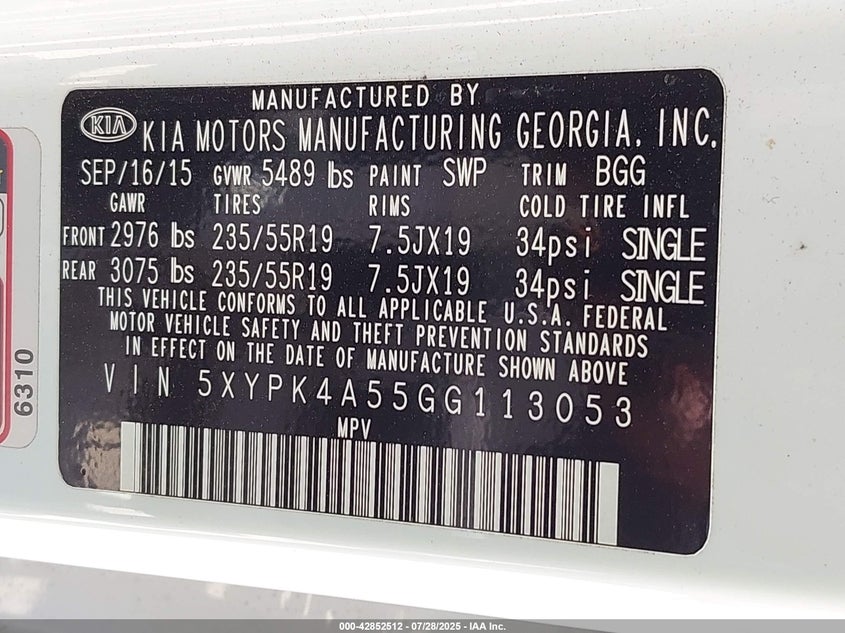 MANUFACTURED BY
KIA KIA MOTORS MANUFACTURING GEORGIA, INC.
SEP/16/15 GVWR 5489 lbs PAINT SWP TRIM BGG
GAWR TIRES RIMS COLD TIRE INFL
FRONT 2976 lbs 235/55R19 7.5JX19 34psi SINGLE
REAR 3075 lbs 235/55R19 7.5JX19 34psi SINGLE
THIS VEHICLE CONFORMS TO ALL APPLICABLE U.S.A. FEDERAL
MOTOR VEHICLE SAFETY AND THEFT PREVENTION STANDARDS
IN EFFECT ON THE DATE OF MANUFACTURE SHOWN ABOVE
VIN 5XYPK4A55GG113053
MPV
6310
000-42852512 - 07/28/2025 - IAA Inc.